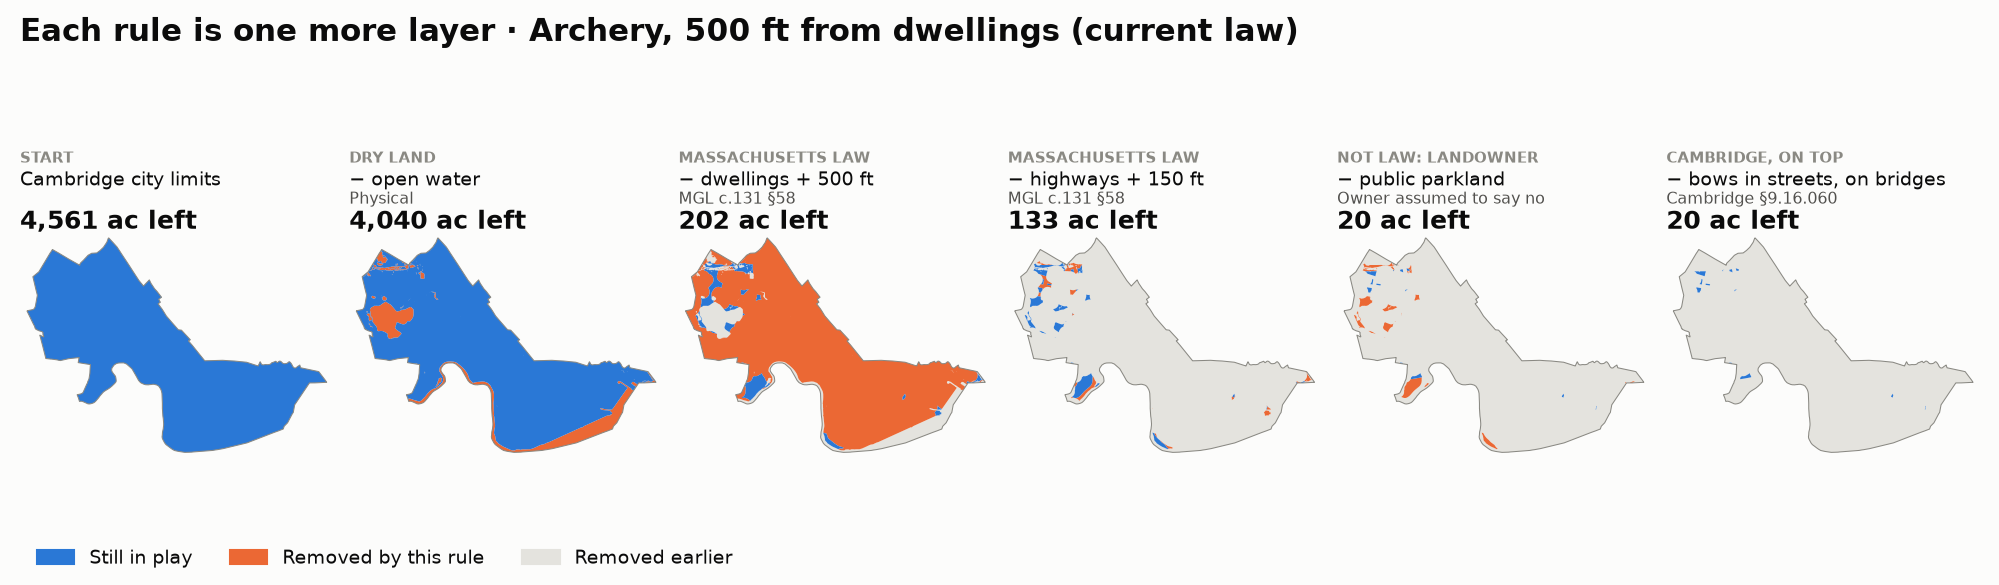 Each rule is one more layer · Archery, 500 ft from dwellings (current law)
START
Cambridge city limits
4,561 ac left
DRY LAND
− open water
Physical
4,040 ac left
MASSACHUSETTS LAW
− dwellings + 500 ft
MGL c.131 §58
202 ac left
MASSACHUSETTS LAW
− highways + 150 ft
MGL c.131 §58
133 ac left
NOT LAW: LANDOWNER
− public parkland
Owner assumed to say no
20 ac left
CAMBRIDGE, ON TOP
− bows in streets, on bridges
Cambridge §9.16.060
20 ac left
Still in play
Removed by this rule
Removed earlier